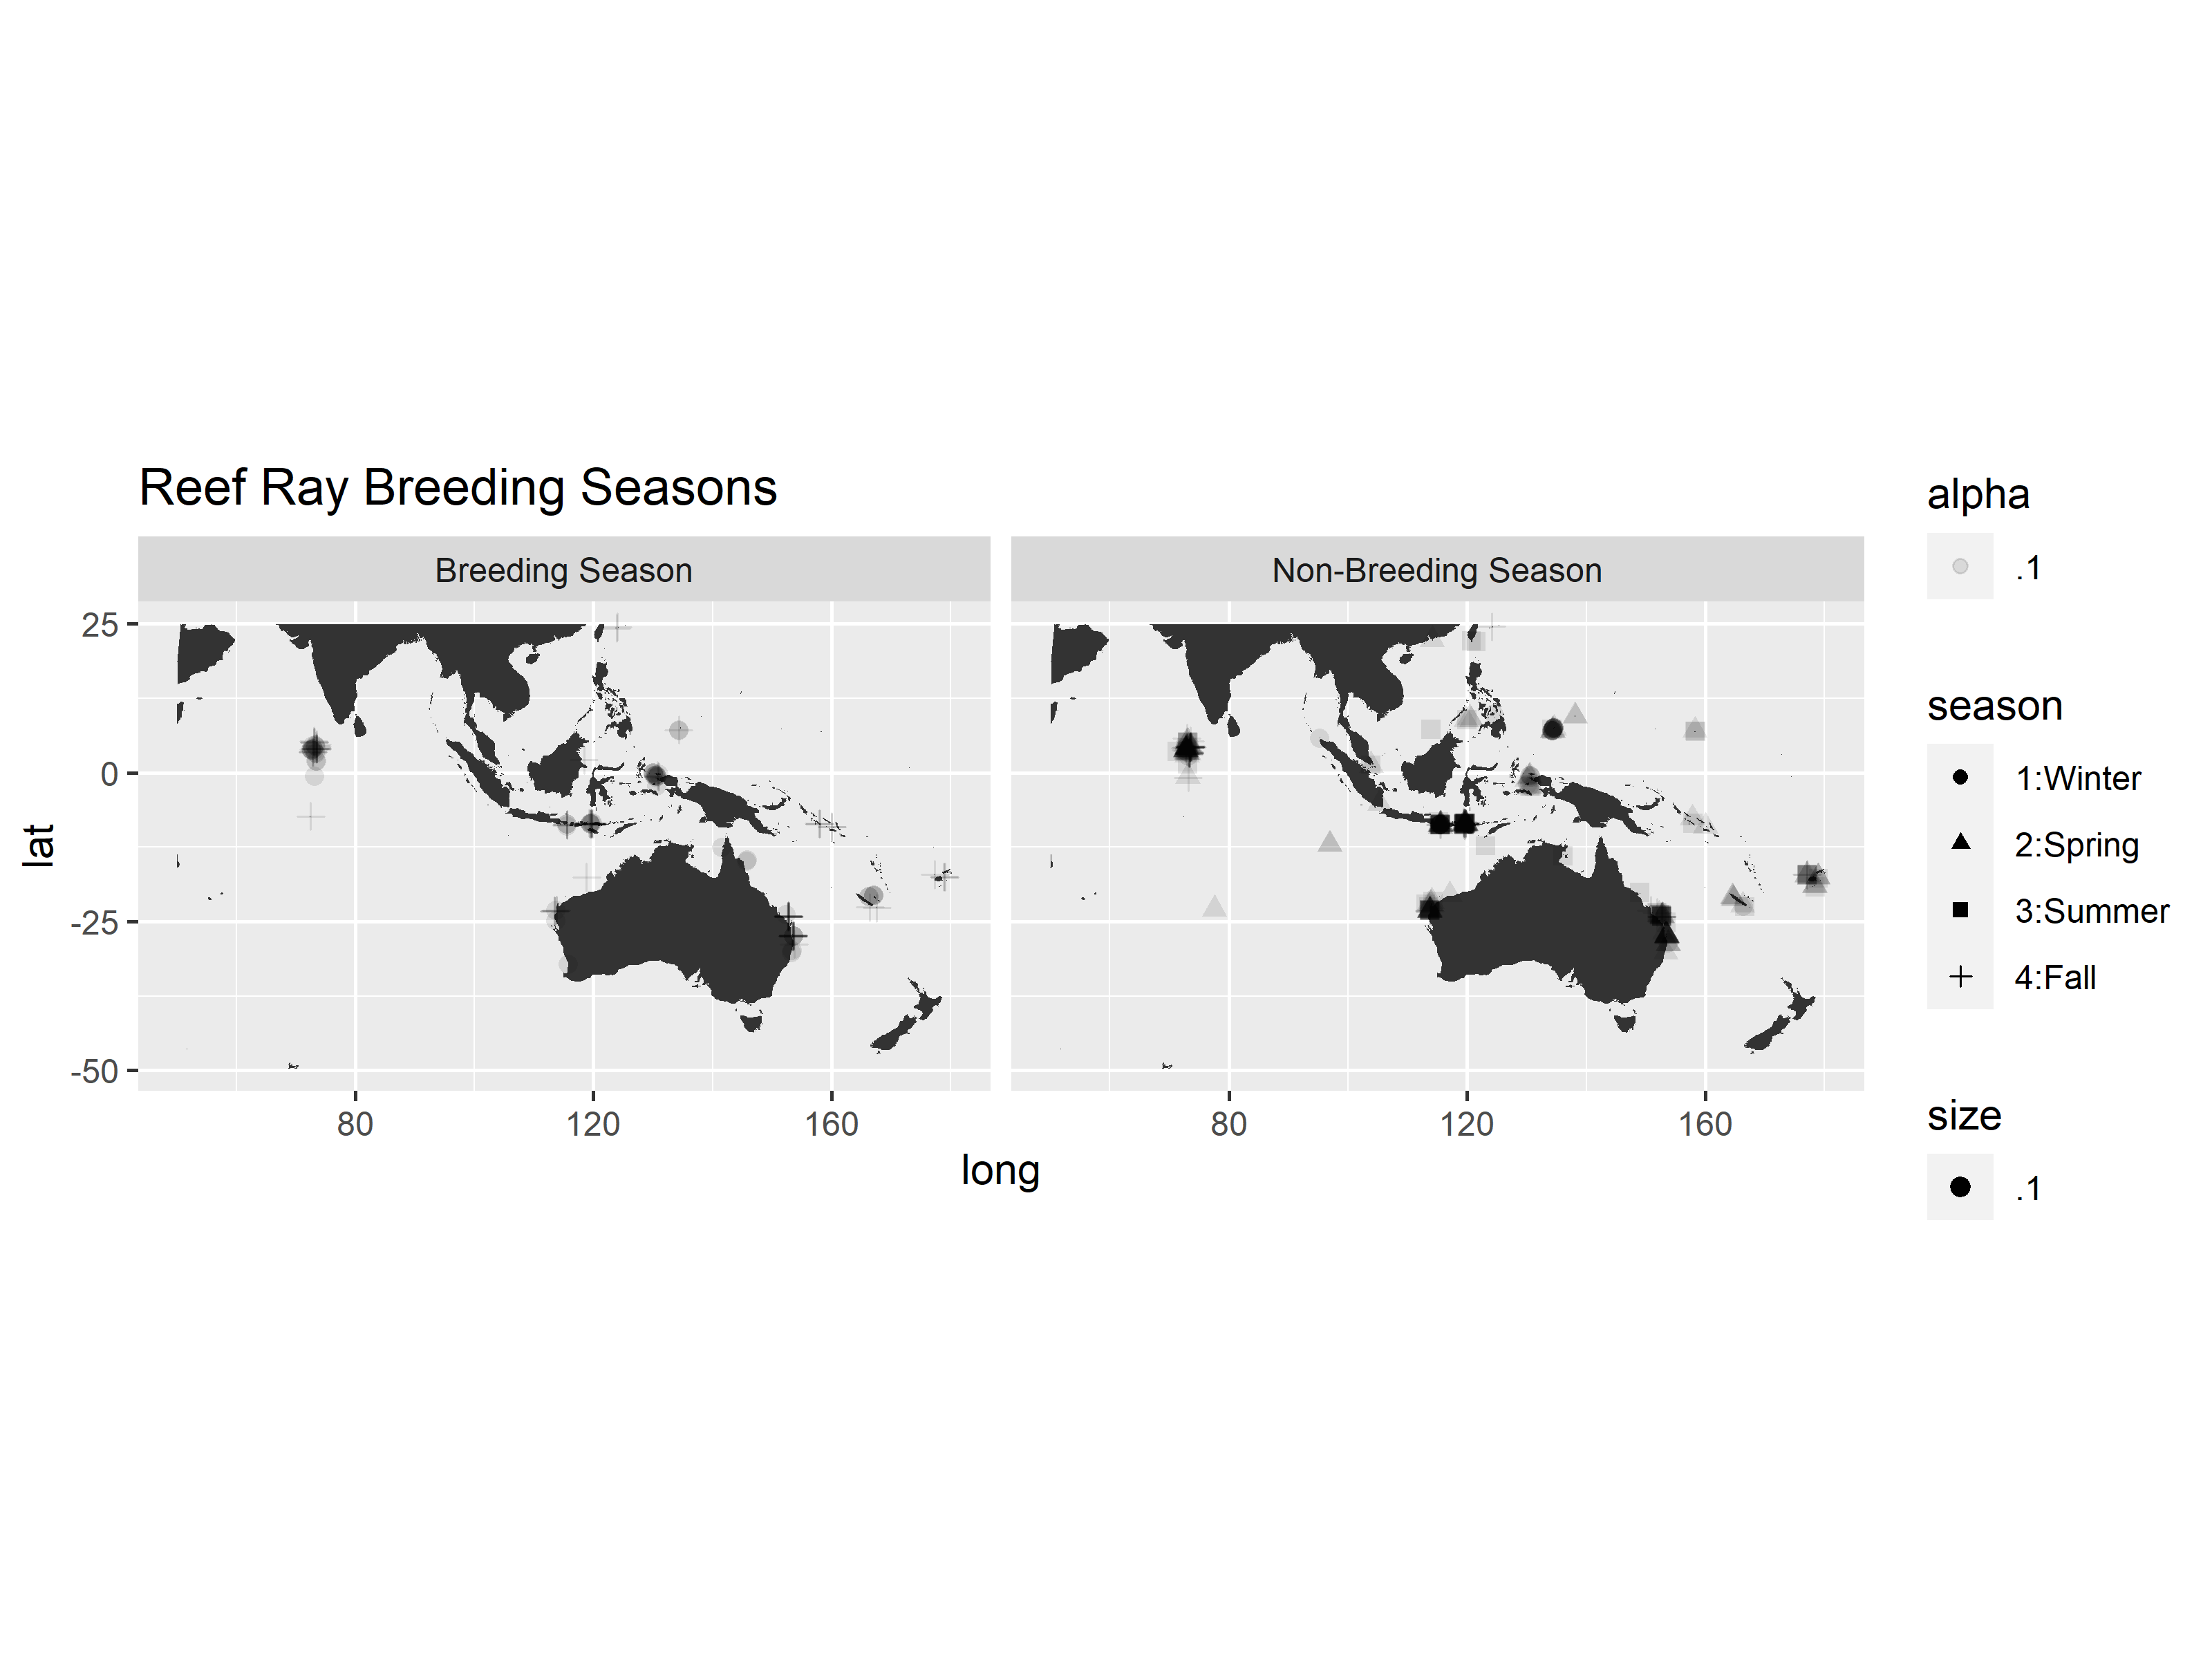 Reef Ray Breeding Seasons
Breeding Season
Non-Breeding Season
25
0
-25
-50
lat
80
120
160
80
120
160
long
alpha
.1
season
1:Winter
2:Spring
3:Summer
4:Fall
size
.1